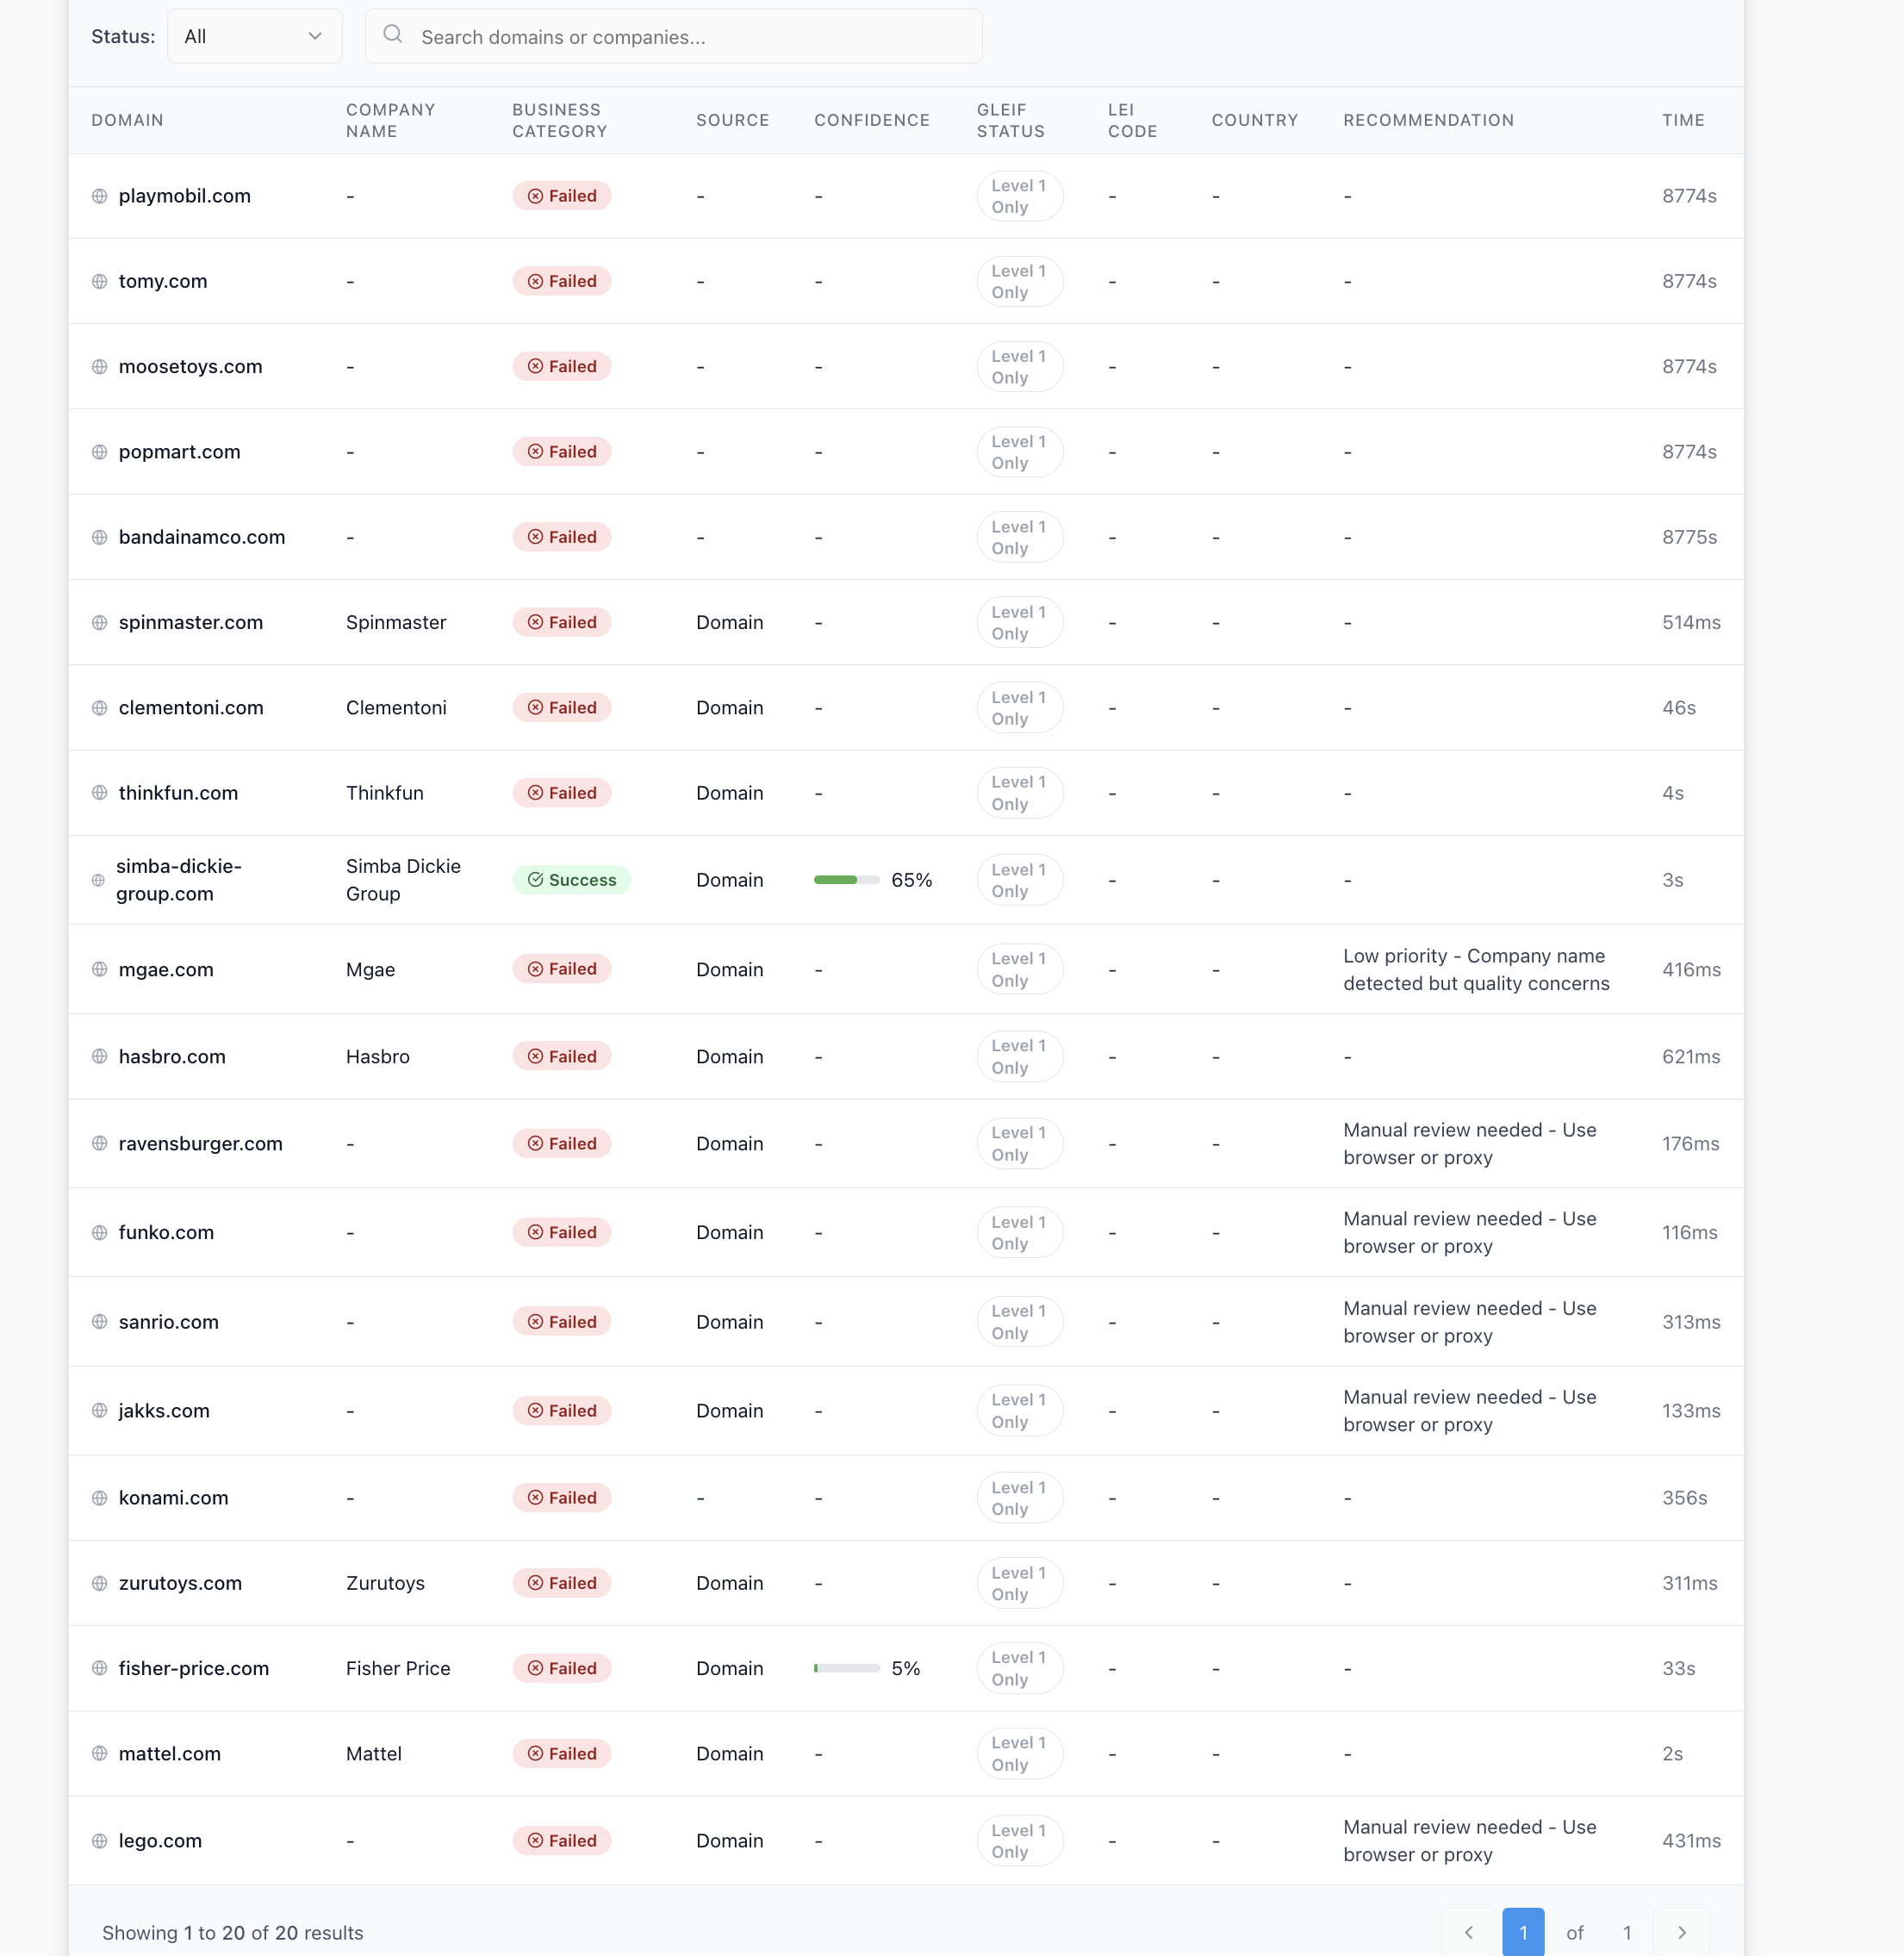 Status: All Search domains or companies...
DOMAIN COMPANY NAME BUSINESS CATEGORY SOURCE CONFIDENCE GLEIF STATUS LEI CODE COUNTRY RECOMMENDATION TIME
playmobil.com - Failed - - Level 1 Only - - - 8774s
tomy.com - Failed - - Level 1 Only - - - 8774s
moosetoys.com - Failed - - Level 1 Only - - - 8774s
popmart.com - Failed - - Level 1 Only - - - 8774s
bandainamco.com - Failed - - Level 1 Only - - - 8775s
spinmaster.com Spinmaster Failed Domain - Level 1 Only - - - 514ms
clementoni.com Clementoni Failed Domain - Level 1 Only - - - 46s
thinkfun.com Thinkfun Failed Domain - Level 1 Only - - - 4s
simba-dickie-group.com Simba Dickie Group Success Domain 65% Level 1 Only - - - 3s
mgae.com Mgae Failed Domain - Level 1 Only - - Low priority - Company name detected but quality concerns 416ms
hasbro.com Hasbro Failed Domain - Level 1 Only - - - 621ms
ravensburger.com - Failed Domain - Level 1 Only - - Manual review needed - Use browser or proxy 176ms
funko.com - Failed Domain - Level 1 Only - - Manual review needed - Use browser or proxy 116ms
sanrio.com - Failed Domain - Level 1 Only - - Manual review needed - Use browser or proxy 313ms
jakks.com - Failed Domain - Level 1 Only - - Manual review needed - Use browser or proxy 133ms
konami.com - Failed - - Level 1 Only - - - 356s
zurutoys.com Zurutoys Failed Domain - Level 1 Only - - - 311ms
fisher-price.com Fisher Price Failed Domain 5% Level 1 Only - - - 33s
mattel.com Mattel Failed Domain - Level 1 Only - - - 2s
lego.com - Failed Domain - Level 1 Only - - Manual review needed - Use browser or proxy 431ms
Showing 1 to 20 of 20 results 1 of 1